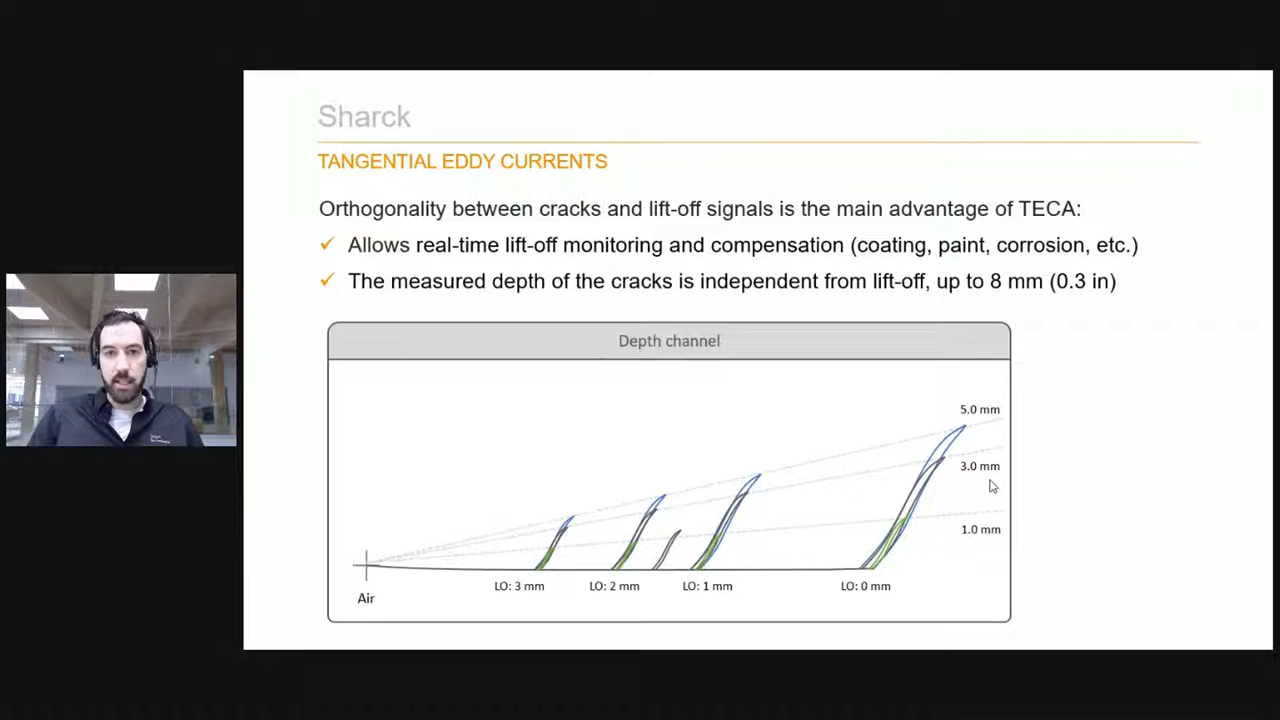 Sharck
TANGENTIAL EDDY CURRENTS
Orthogonality between cracks and lift-off signals is the main advantage of TECA:
✓ Allows real-time lift-off monitoring and compensation (coating, paint, corrosion, etc.)
✓ The measured depth of the cracks is independent from lift-off, up to 8 mm (0.3 in)
Depth channel
5.0 mm
3.0 mm
1.0 mm
LO: 3 mm
LO: 2 mm
LO: 1 mm
LO: 0 mm
Air